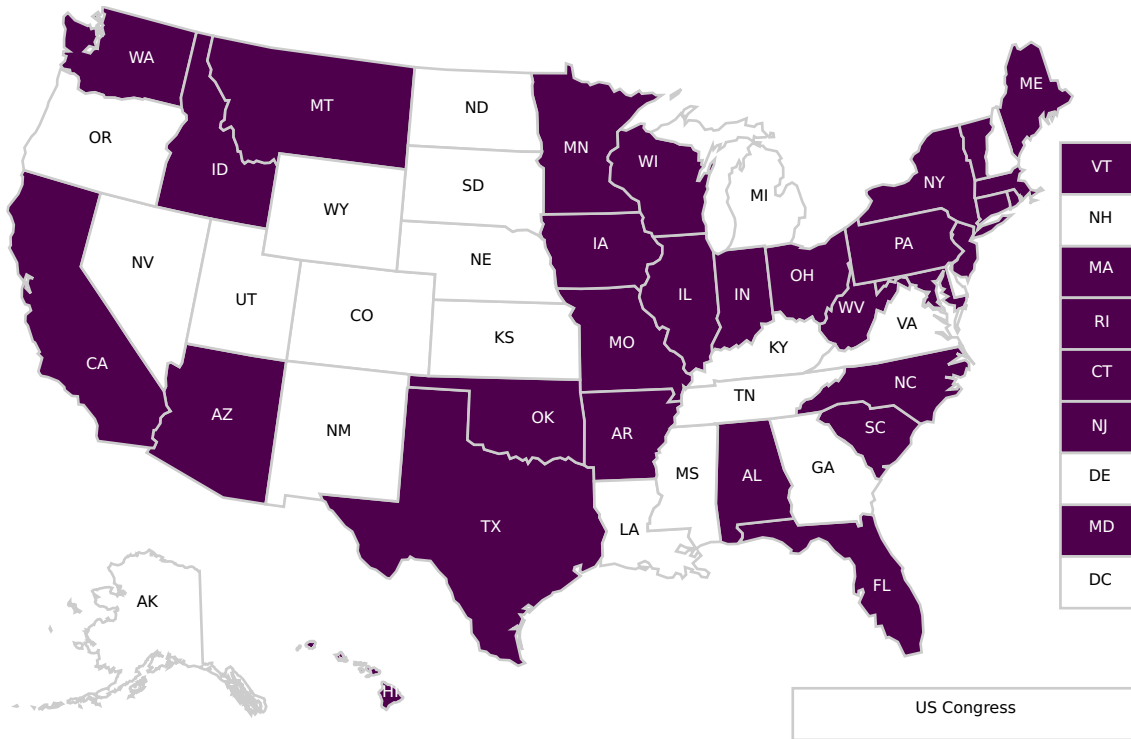 WA
MT
ND
MN
ME
OR
ID
SD
WI
MI
NY
VT
WY
NH
NV
UT
CO
NE
IA
IL
IN
OH
PA
MA
WV
RI
CA
KS
MO
KY
VA
CT
AZ
NM
OK
AR
TN
NC
SC
NJ
TX
LA
MS
AL
GA
DE
MD
FL
DC
AK
HI
US Congress